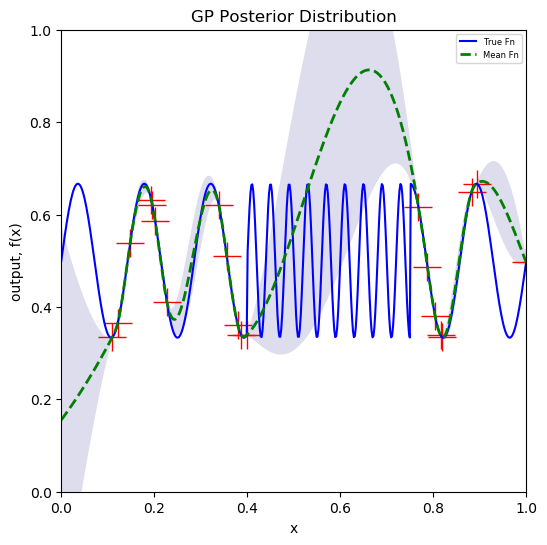 GP Posterior Distribution
True Fn
Mean Fn
output, f(x)
1.0
0.8
0.6
0.4
0.2
0.0
0.0 0.2 0.4 0.6 0.8 1.0
x